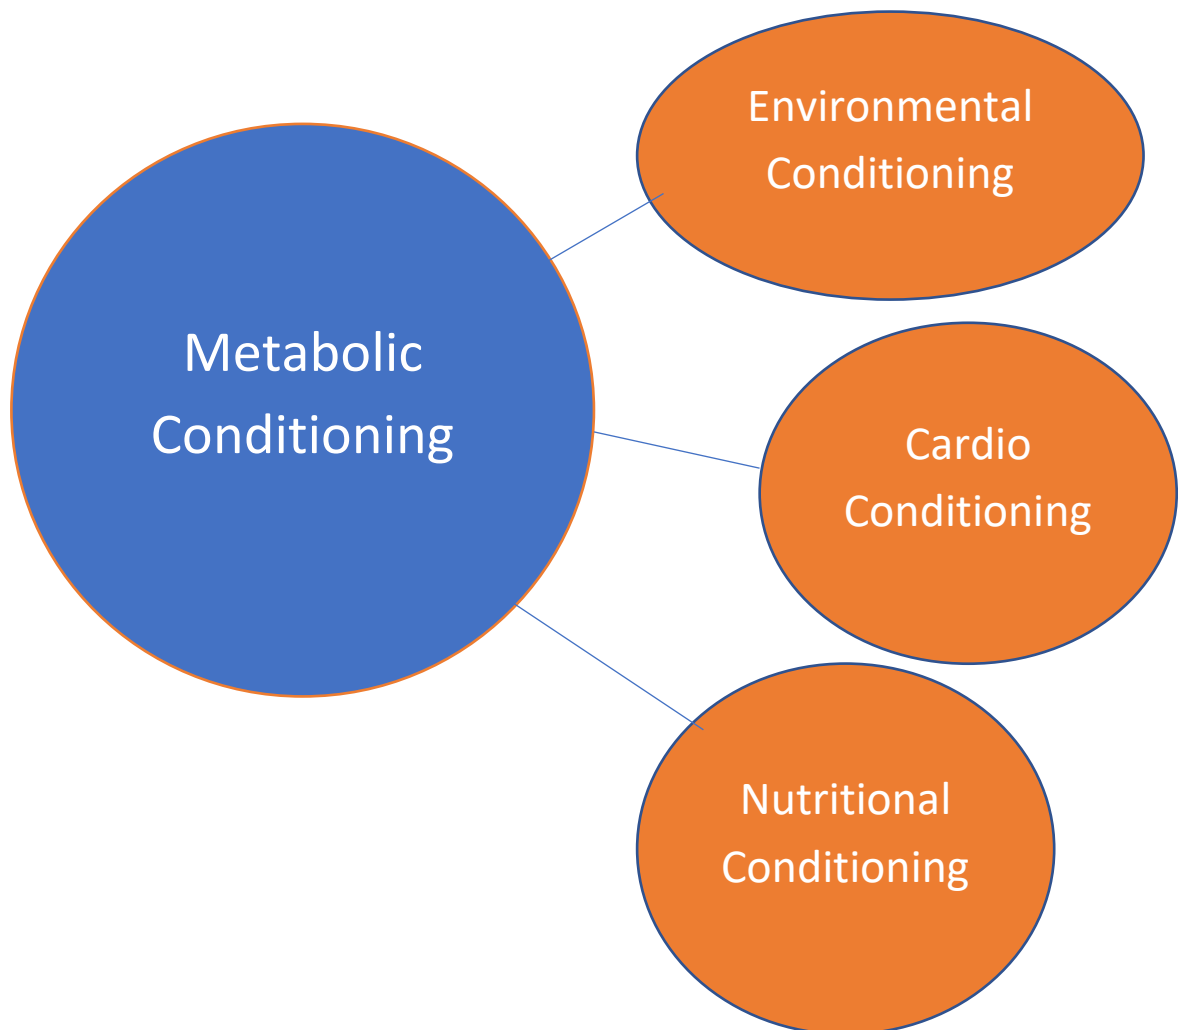 Environmental
Conditioning
Metabolic
Conditioning
Cardio
Conditioning
Nutritional
Conditioning